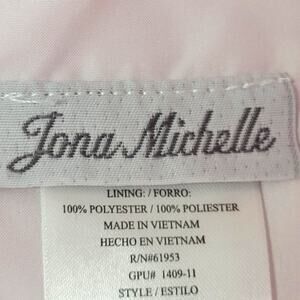 Jona Michelle
LINING: / FORRO:
100% POLYESTER / 100% POLIESTER
MADE IN VIETNAM
HECHO EN VIETNAM
R/N#61953
GPU# 1409-11
STYLE / ESTILO